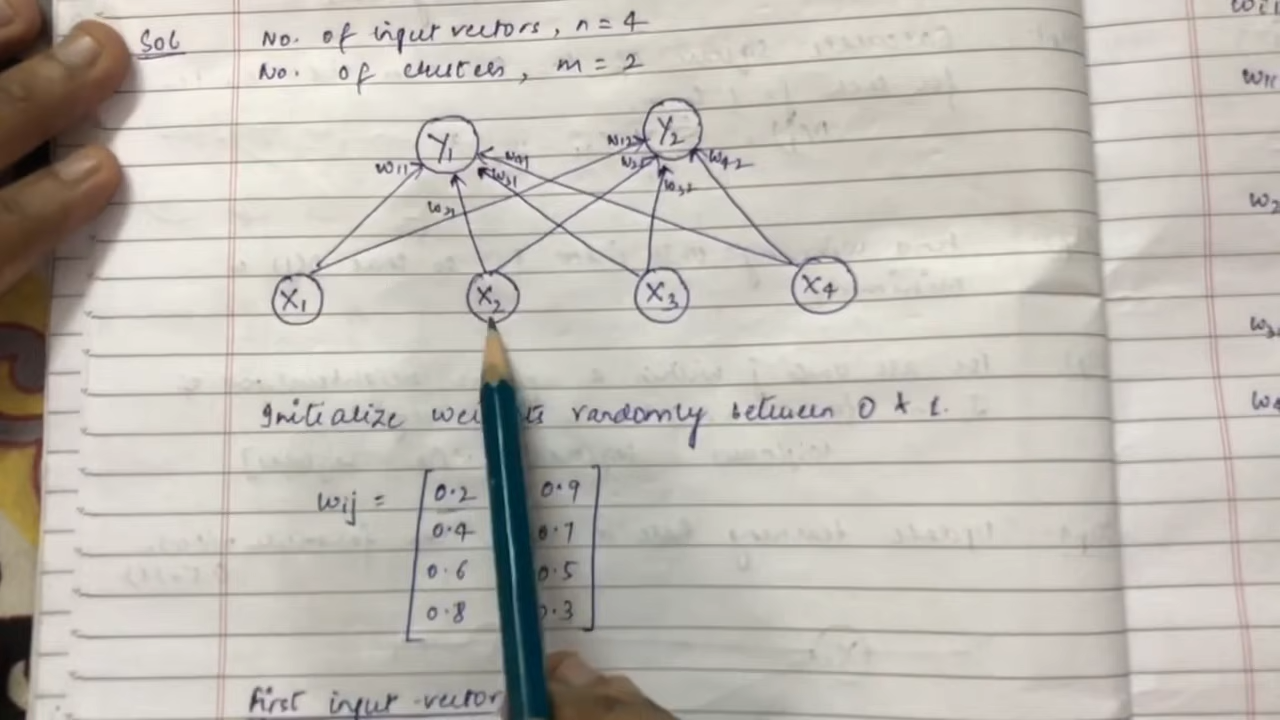 Sol No. of input vectors, n = 4
No. of clusters, m = 2
Y1 Y2
w11 w21 w31 w41 w12 w32 w42
X1 X2 X3 X4
Initialize randomly between 0 & 1.
wij = 0.2 0.9
0.4 0.7
0.6 0.5
0.8 0.3
First input vector